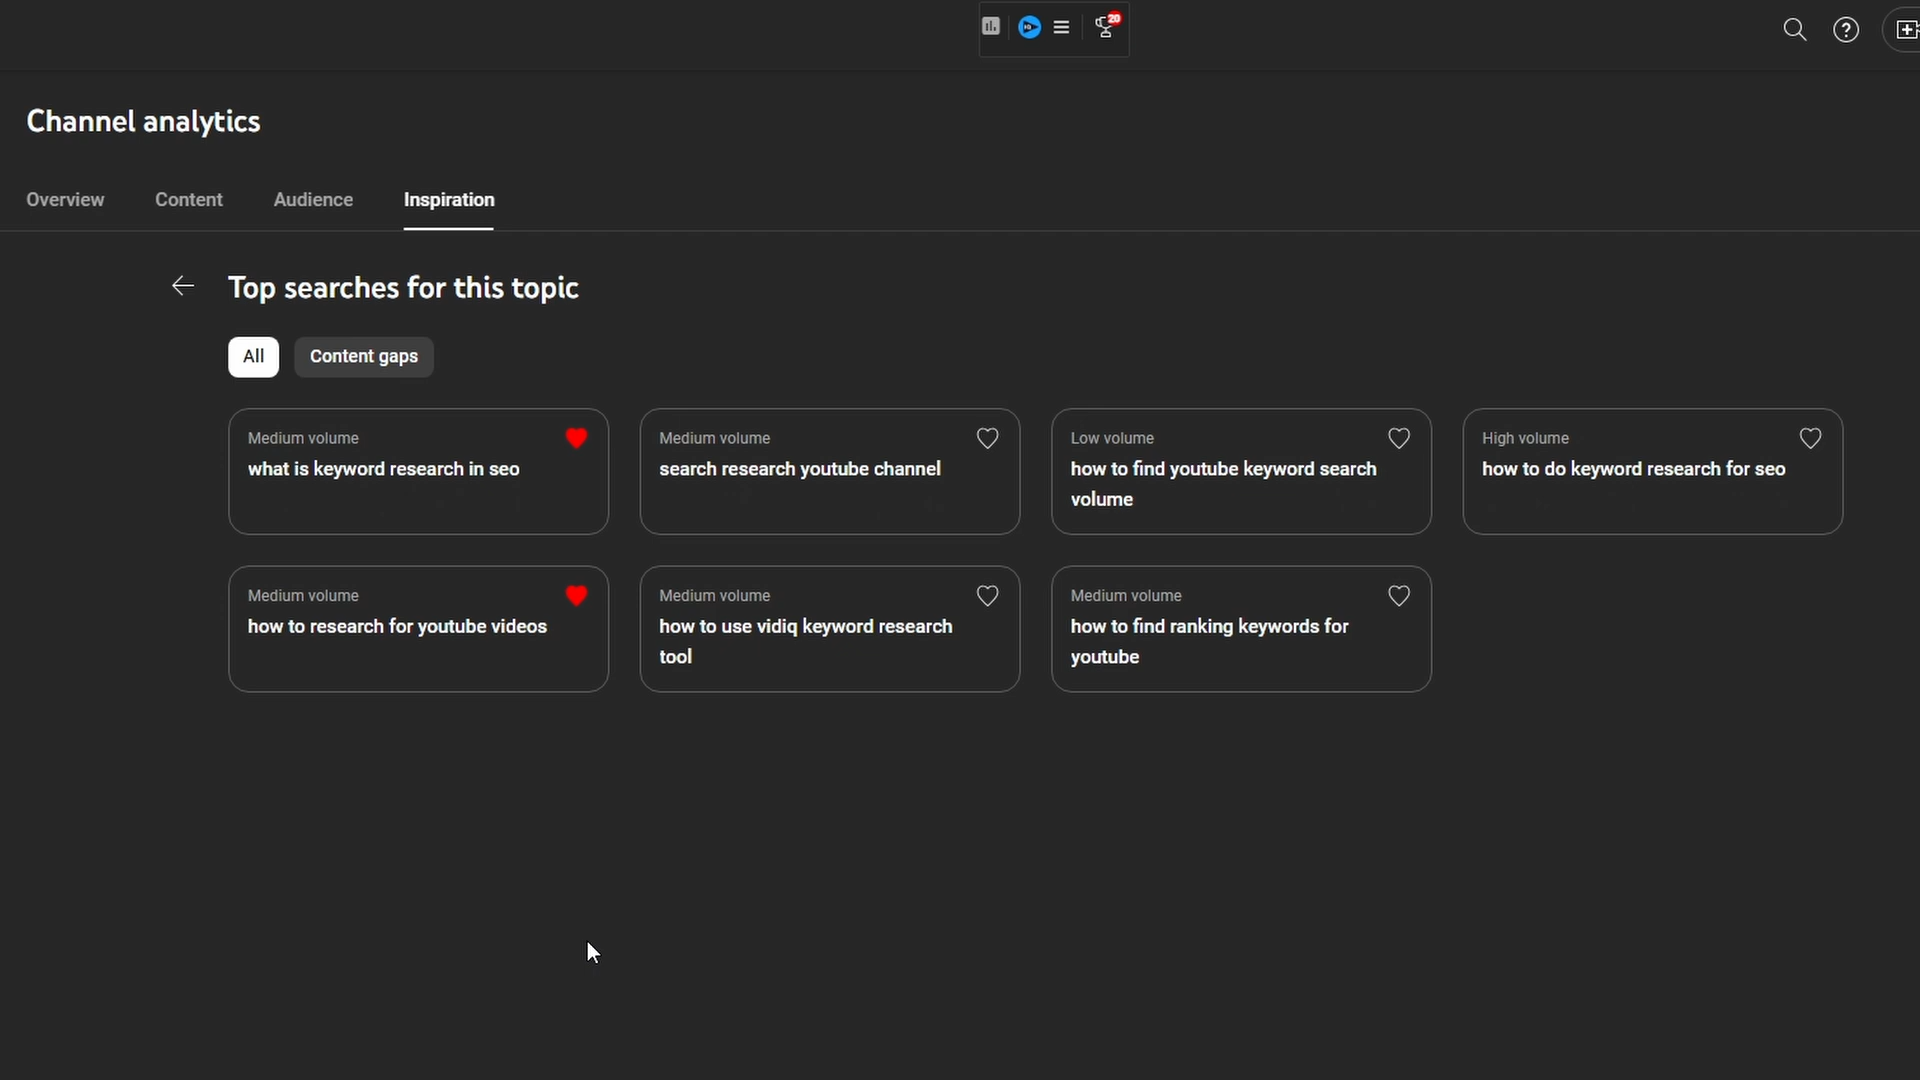 20
Channel analytics
Overview
Content
Audience
Inspiration
Top searches for this topic
All
Content gaps
Medium volume
what is keyword research in seo
Medium volume
search research youtube channel
Low volume
how to find youtube keyword search
volume
High volume
how to do keyword research for seo
Medium volume
how to research for youtube videos
Medium volume
how to use vidiq keyword research
tool
Medium volume
how to find ranking keywords for
youtube